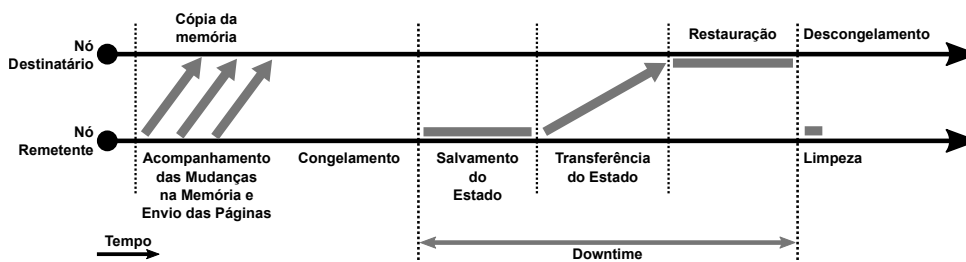 Cópia da
memória
Nó
Destinatário
Restauração
Descongelamento
Nó
Remetente
Acompanhamento
das Mudanças
na Memória e
Envio das Páginas
Congelamento
Salvamento
do
Estado
Transferência
do Estado
Limpeza
Tempo
Downtime